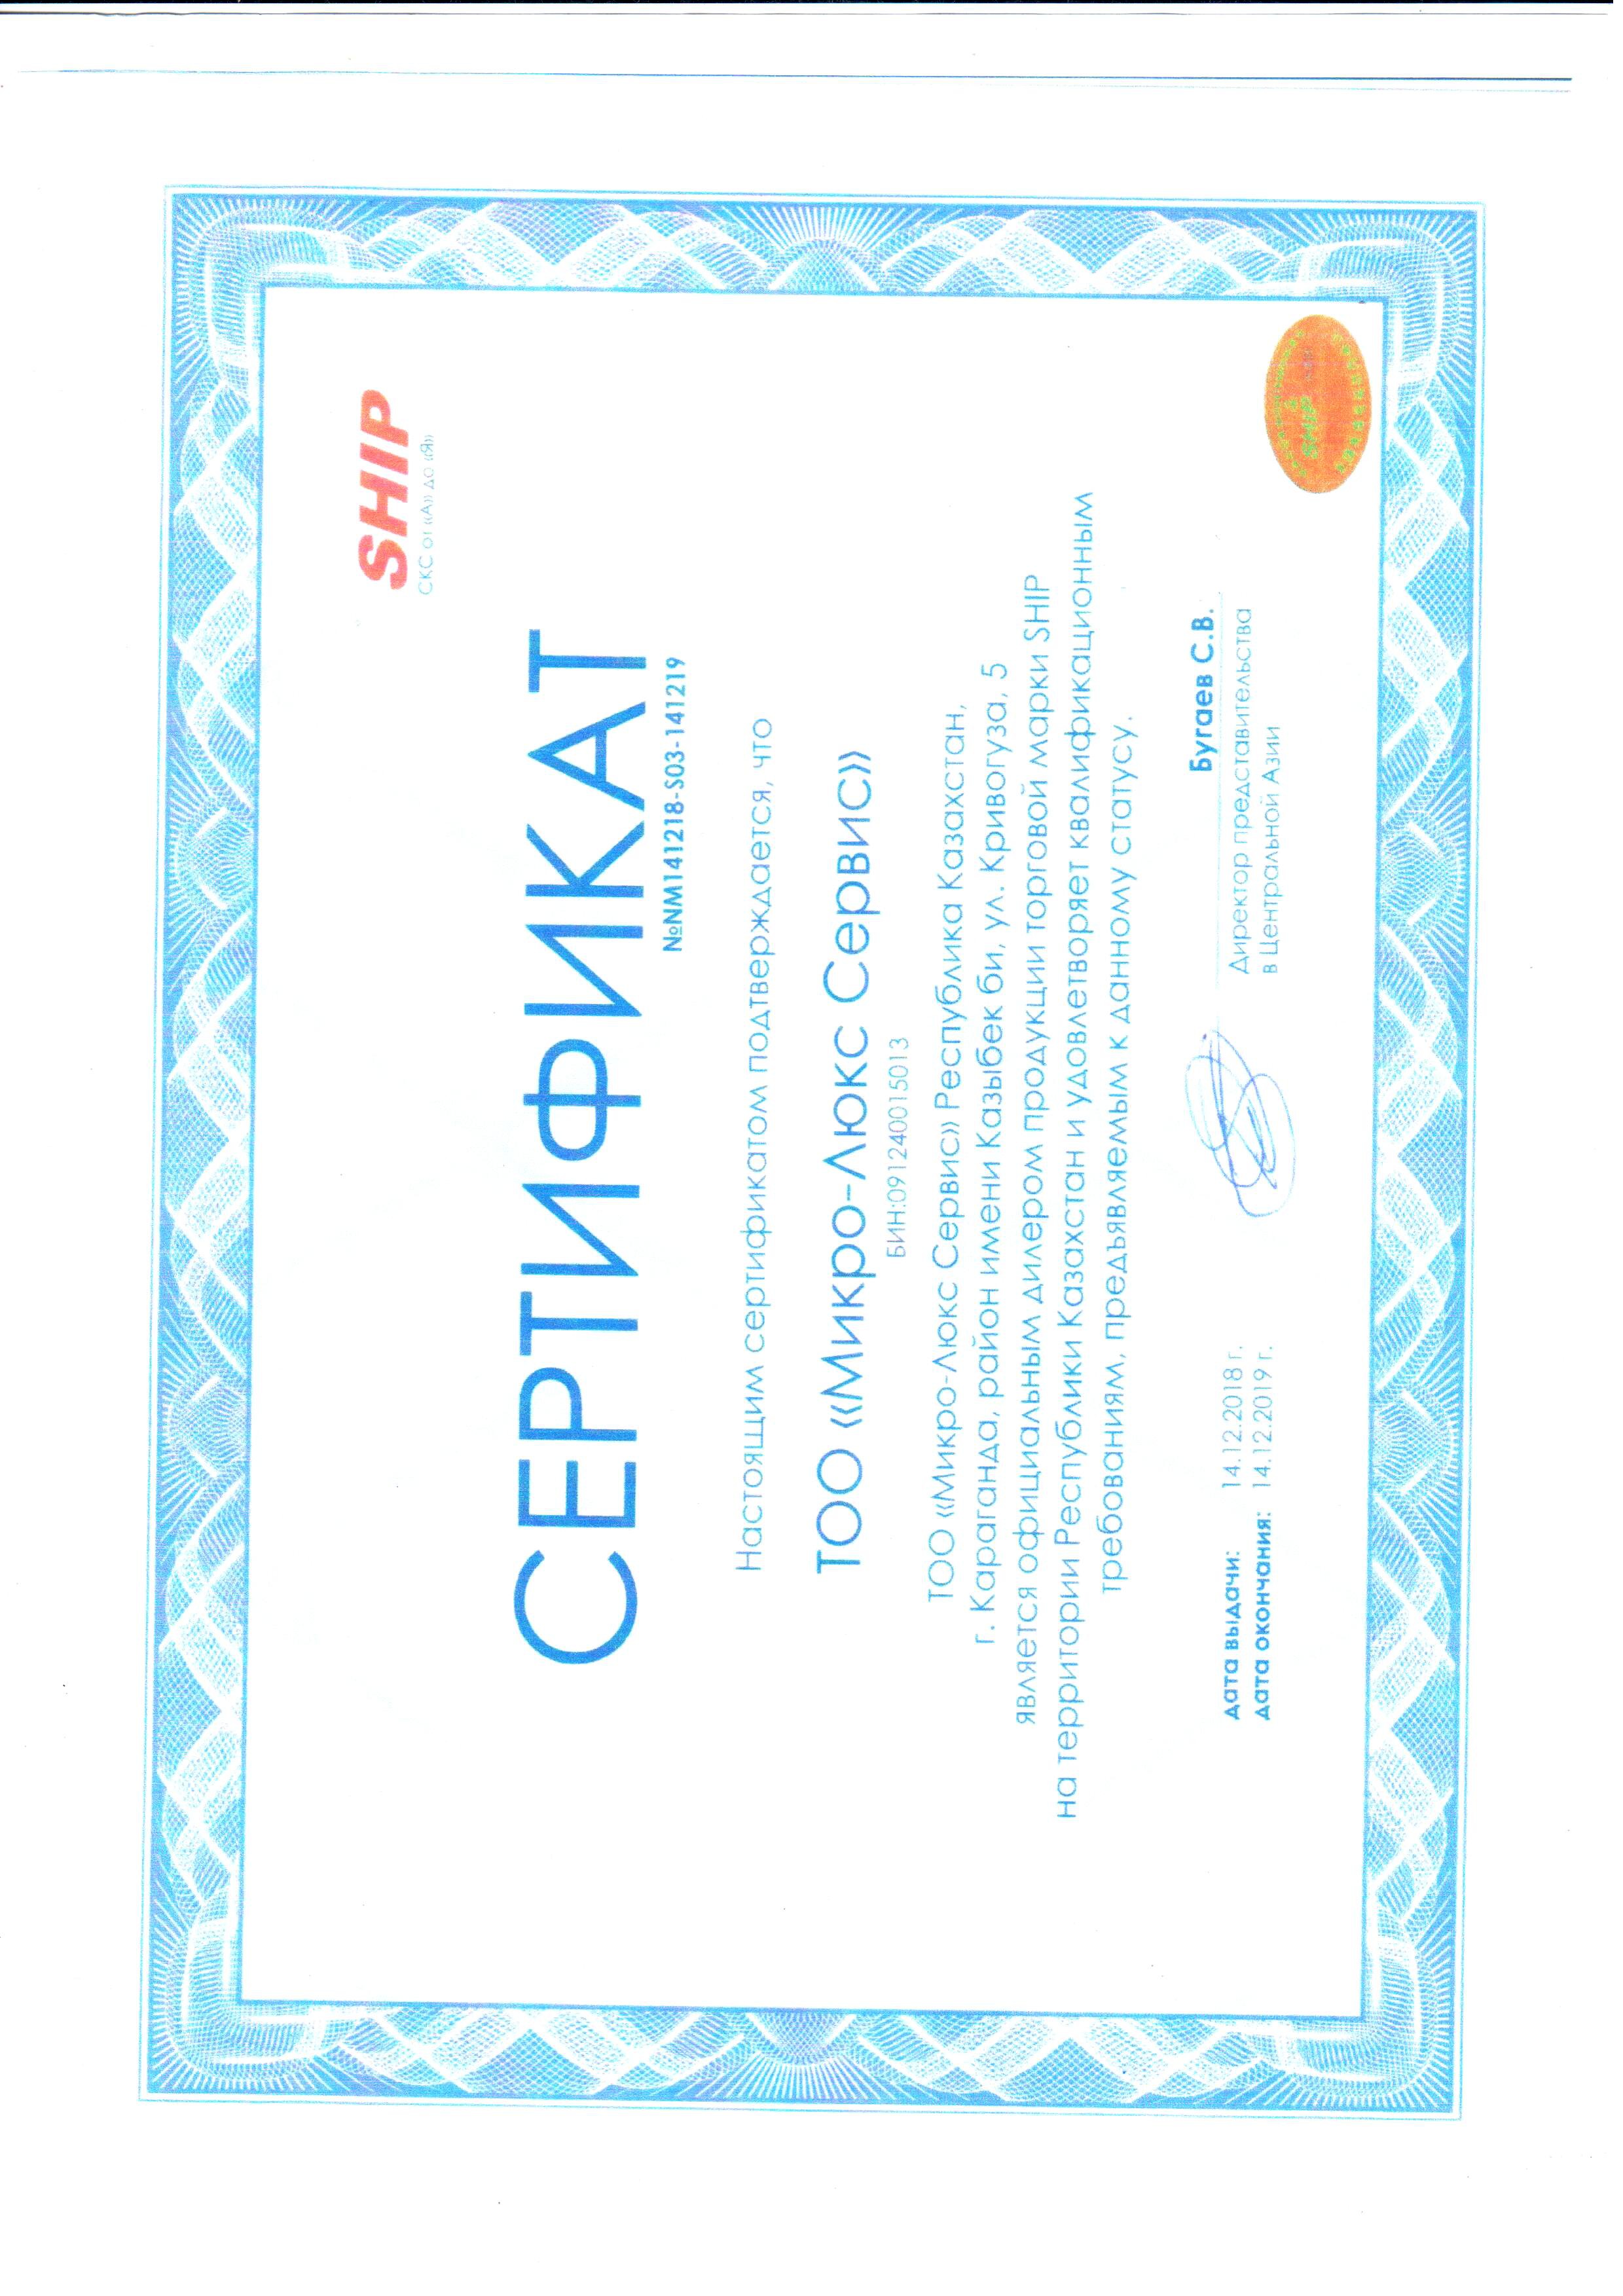 SHIP
СКС от «А» до «Я»
СЕРТИФИКАТ
№NM141218-S03-141219
Настоящим сертификатом подтверждается, что
ТОО «Микро-Люкс Сервис»
БИН:091240015013
ТОО «Микро-Люкс Сервис» Республика Казахстан,
г. Караганда, район имени Казыбек би, ул. Кривогуза, 5
является официальным дилером продукции торговой марки SHIP
на территории Республики Казахстан и удовлетворяет квалификационным
требованиям, предъявляемым к данному статусу.
Бугаев С.В.
дата выдачи: 14.12.2018 г.
дата окончания: 14.12.2019 г.
Директор представительства
в Центральной Азии
SHIP